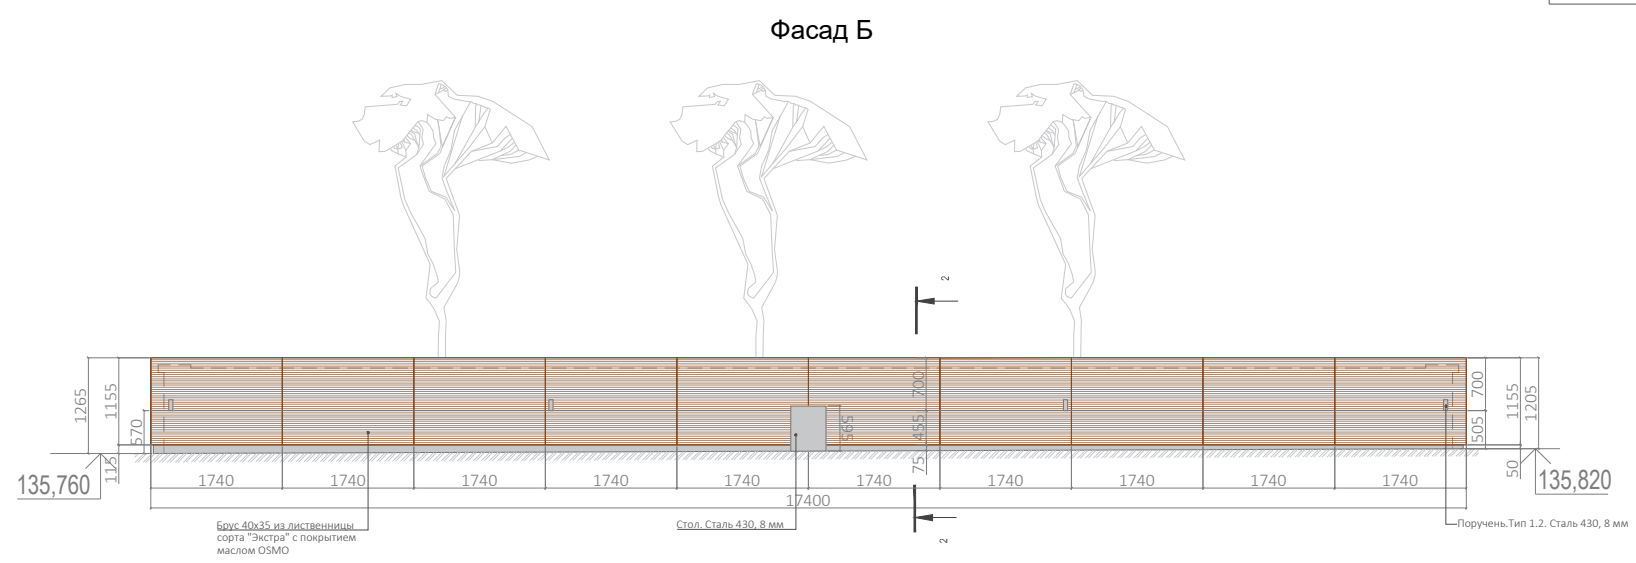 Фасад Б
2
1265
1155
570
115
135,760
700
455
75
595
700
505
1155
1205
50
135,820
1740 1740 1740 1740 1740 1740 1740 1740 1740 1740
17400
Брус 40х35 из лиственницы
сорта "Экстра" с покрытием
маслом OSMO
Стол. Сталь 430, 8 мм
2
Поручень.Тип 1.2. Сталь 430, 8 мм